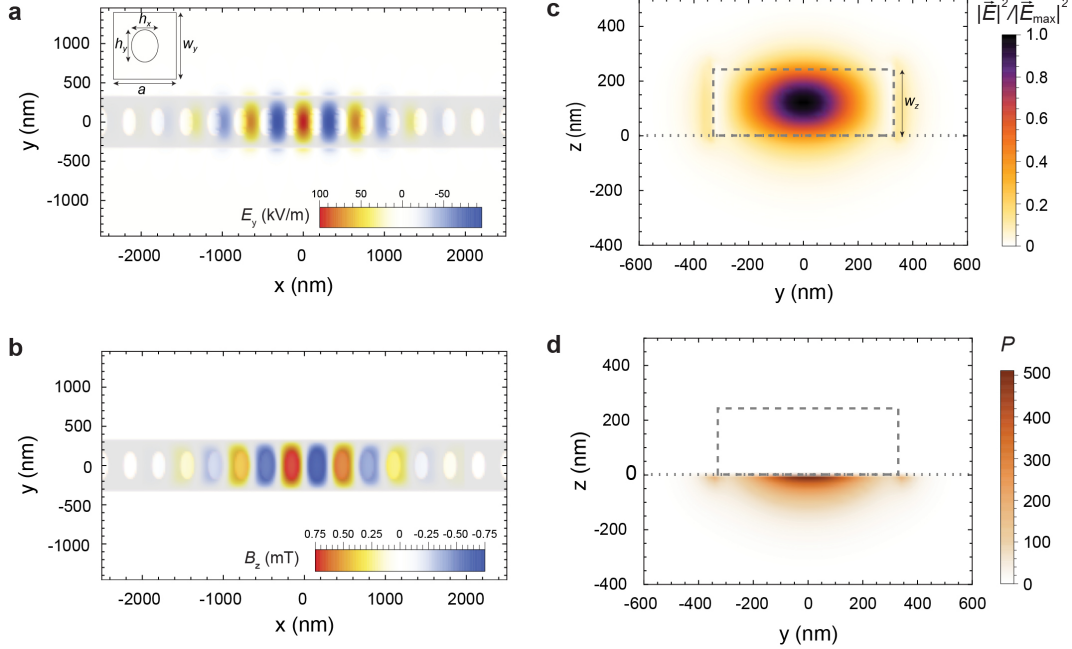 a
h_x
h_y
w_y
a
1000
500
0
-500
-1000
y (nm)
100 50 0 -50
E_y (kV/m)
-2000 -1000 0 1000 2000
x (nm)
b
1000
500
0
-500
-1000
y (nm)
0.75 0.50 0.25 0 -0.25 -0.50 -0.75
B_z (mT)
-2000 -1000 0 1000 2000
x (nm)
c
400
200
0
-200
-400
z (nm)
w_z
-600 -400 -200 0 200 400 600
y (nm)
|E⃗|²/|E⃗_max|²
1.0
0.8
0.6
0.4
0.2
0
d
400
200
0
-200
-400
z (nm)
-600 -400 -200 0 200 400 600
y (nm)
P
500
400
300
200
100
0